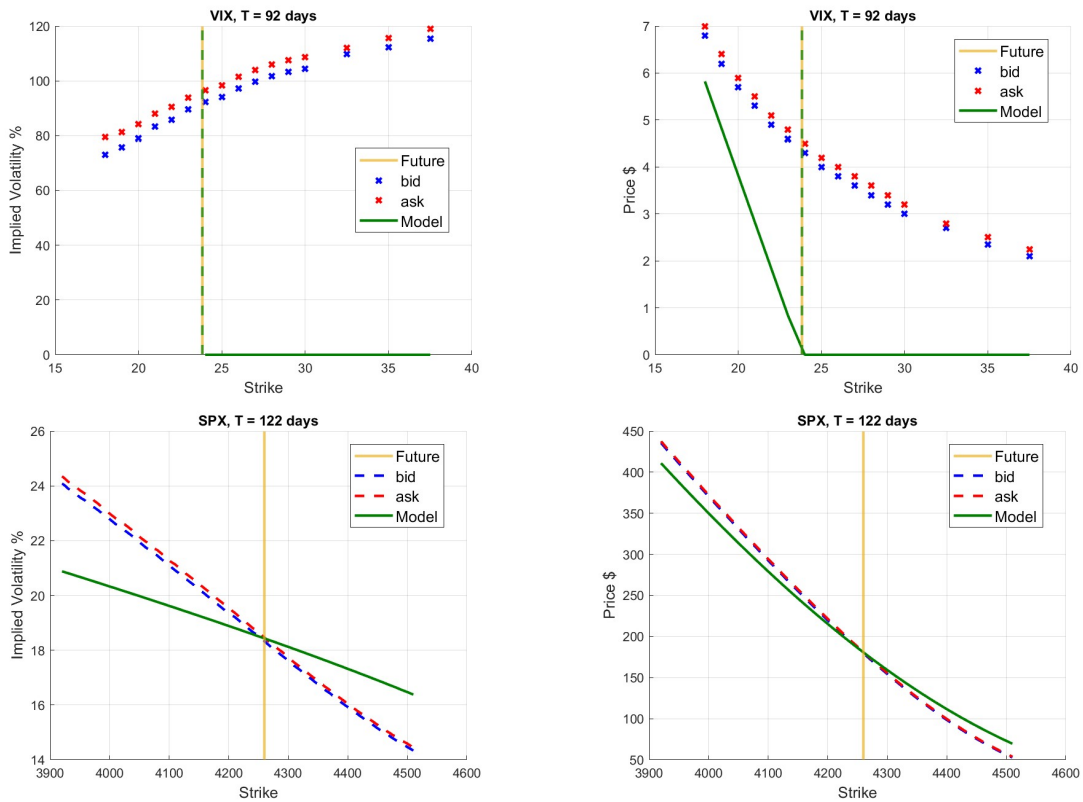 VIX, T = 92 days
Implied Volatility %
120
100
80
60
40
20
0
15
20
25
30
35
40
Strike
Future
bid
ask
Model
VIX, T = 92 days
Price $
7
6
5
4
3
2
1
0
15
20
25
30
35
40
Strike
Future
bid
ask
Model
SPX, T = 122 days
Implied Volatility %
26
24
22
20
18
16
14
3900
4000
4100
4200
4300
4400
4500
4600
Strike
Future
bid
ask
Model
SPX, T = 122 days
Price $
450
400
350
300
250
200
150
100
50
3900
4000
4100
4200
4300
4400
4500
4600
Strike
Future
bid
ask
Model